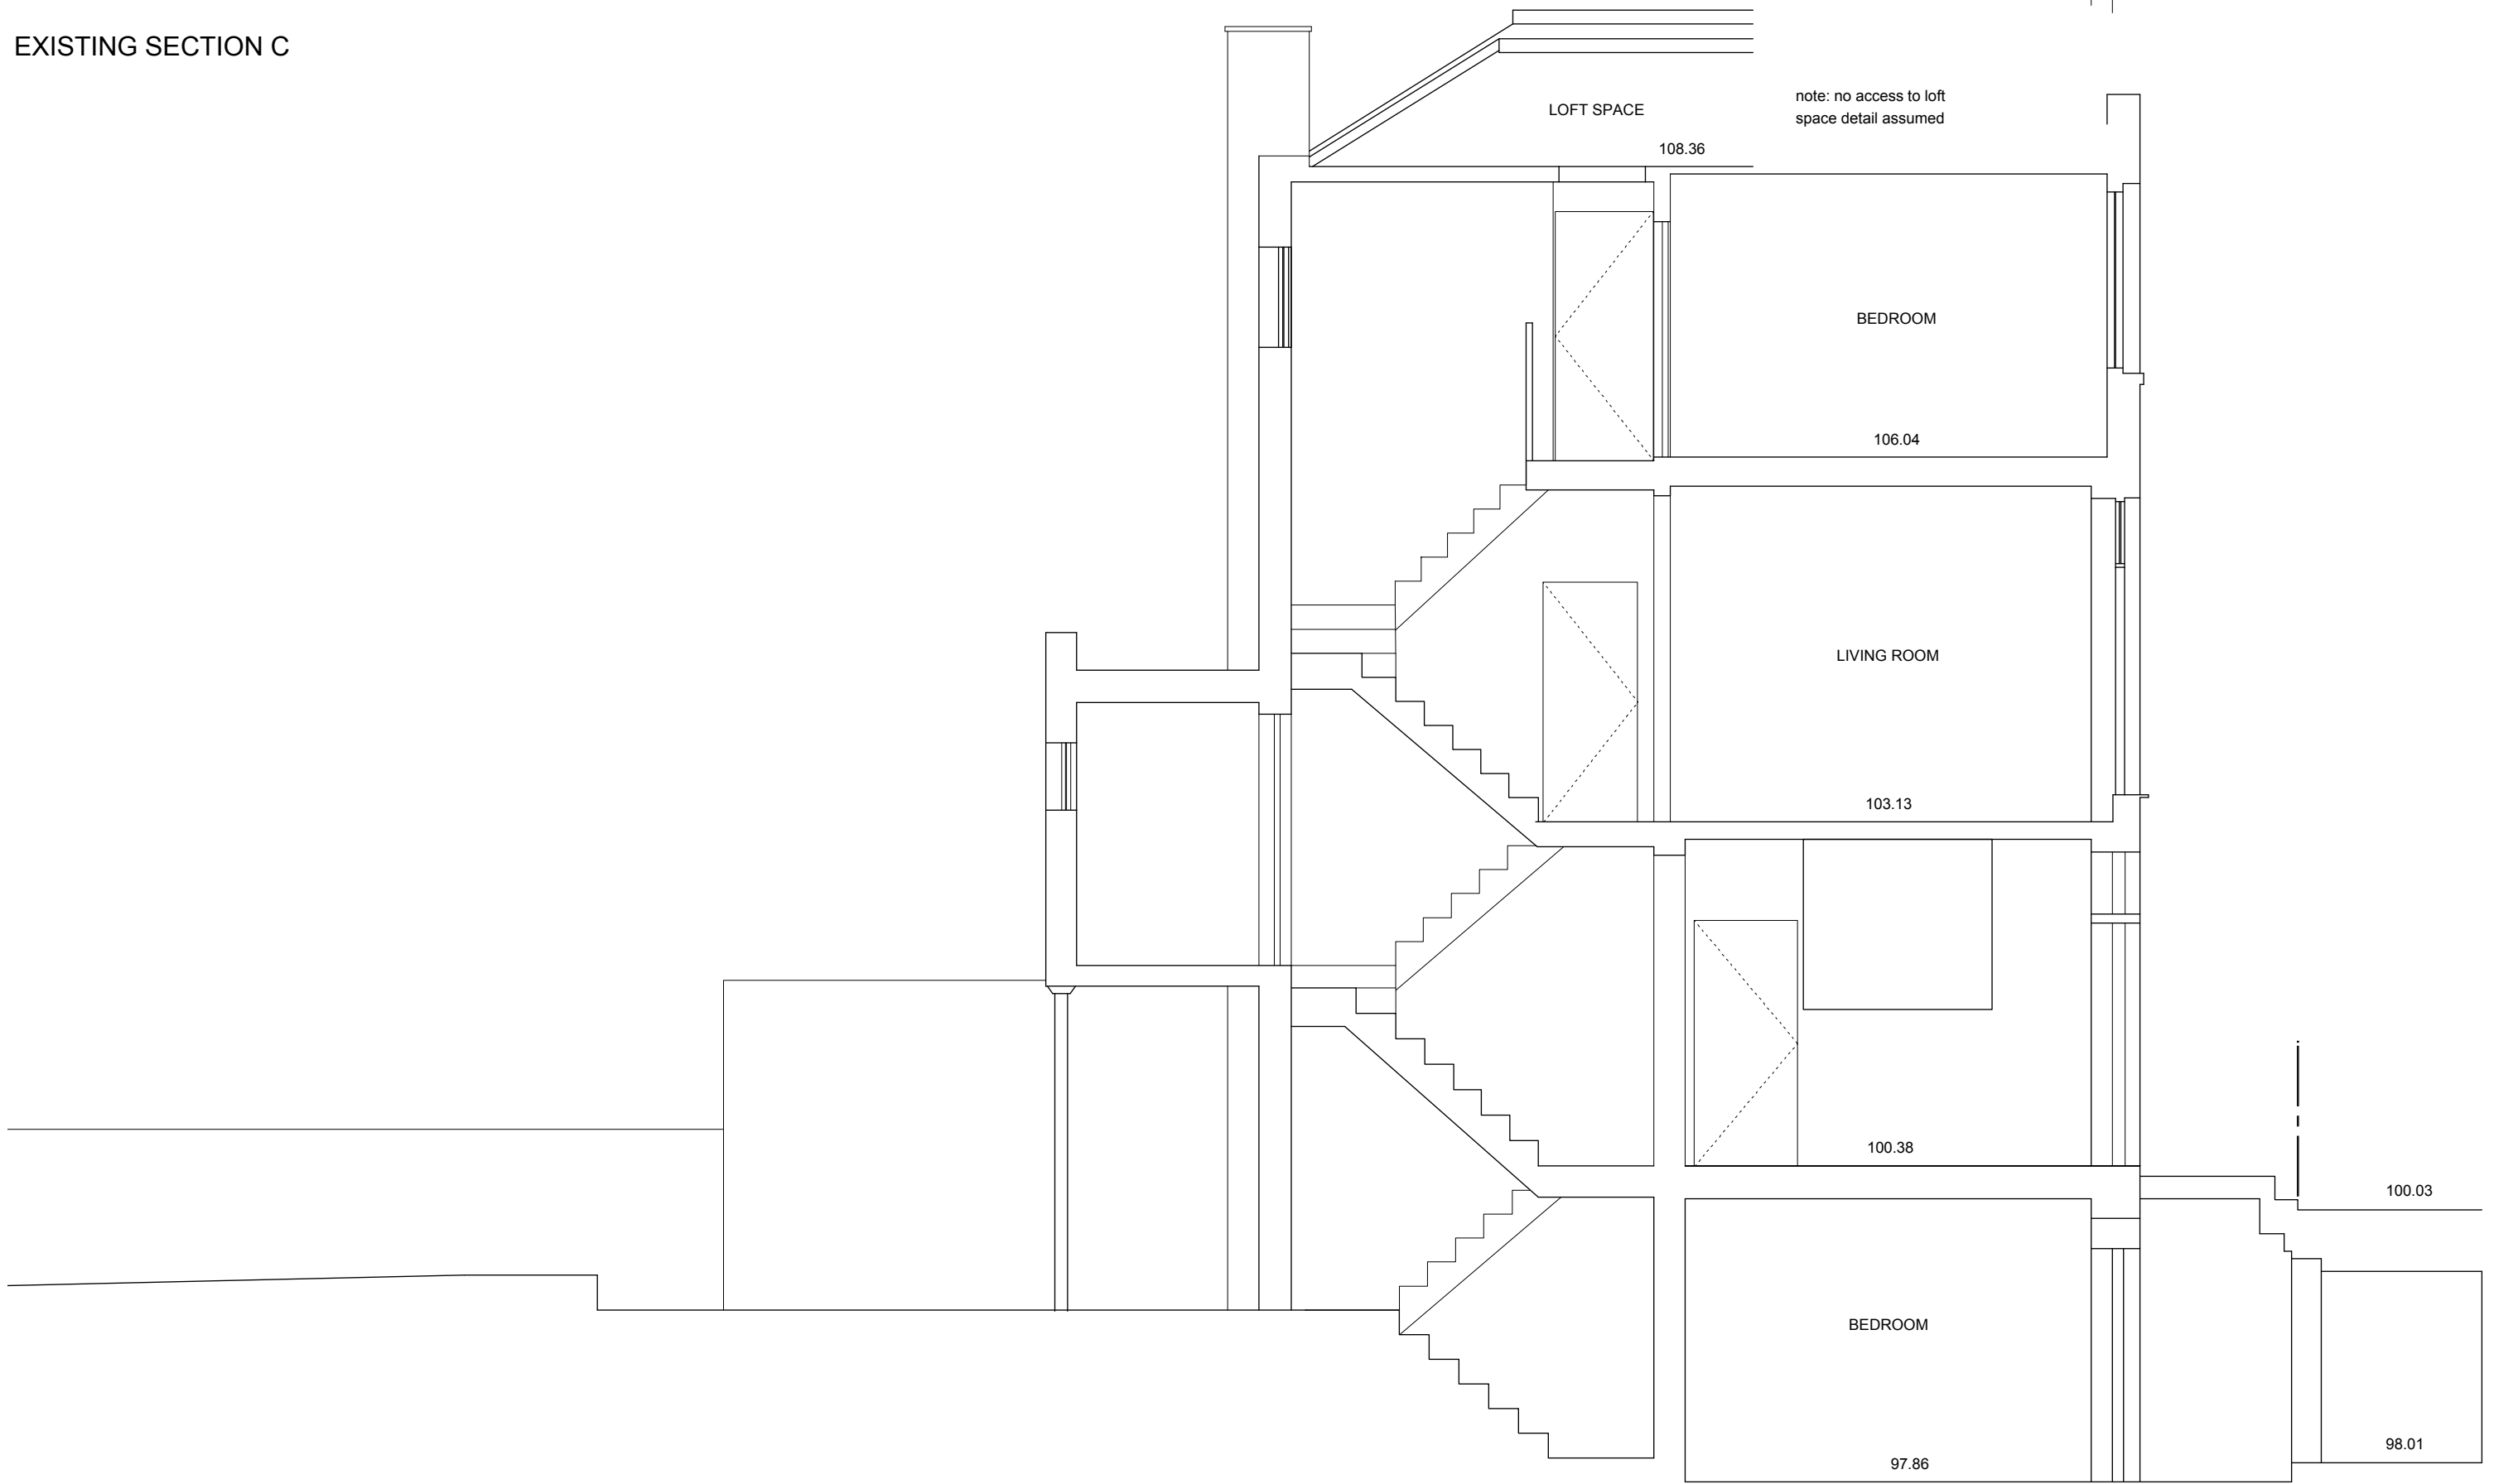 EXISTING SECTION C
note: no access to loft
space detail assumed
LOFT SPACE
108.36
BEDROOM
106.04
LIVING ROOM
103.13
100.38
100.03
BEDROOM
98.01
97.86